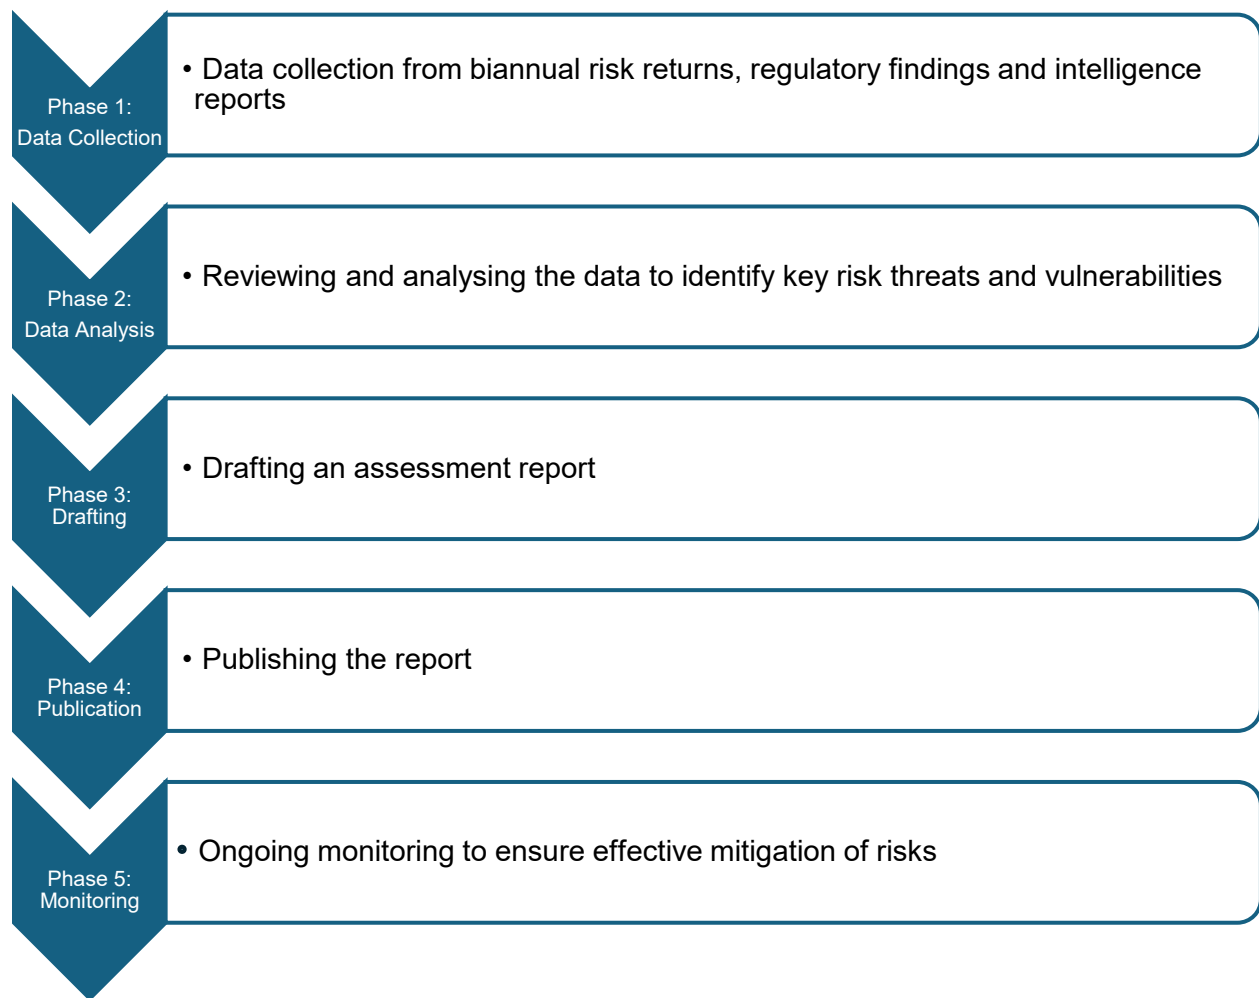 Phase 1:
Data Collection
• Data collection from biannual risk returns, regulatory findings and intelligence
reports
Phase 2:
Data Analysis
• Reviewing and analysing the data to identify key risk threats and vulnerabilities
Phase 3:
Drafting
• Drafting an assessment report
Phase 4:
Publication
• Publishing the report
Phase 5:
Monitoring
• Ongoing monitoring to ensure effective mitigation of risks